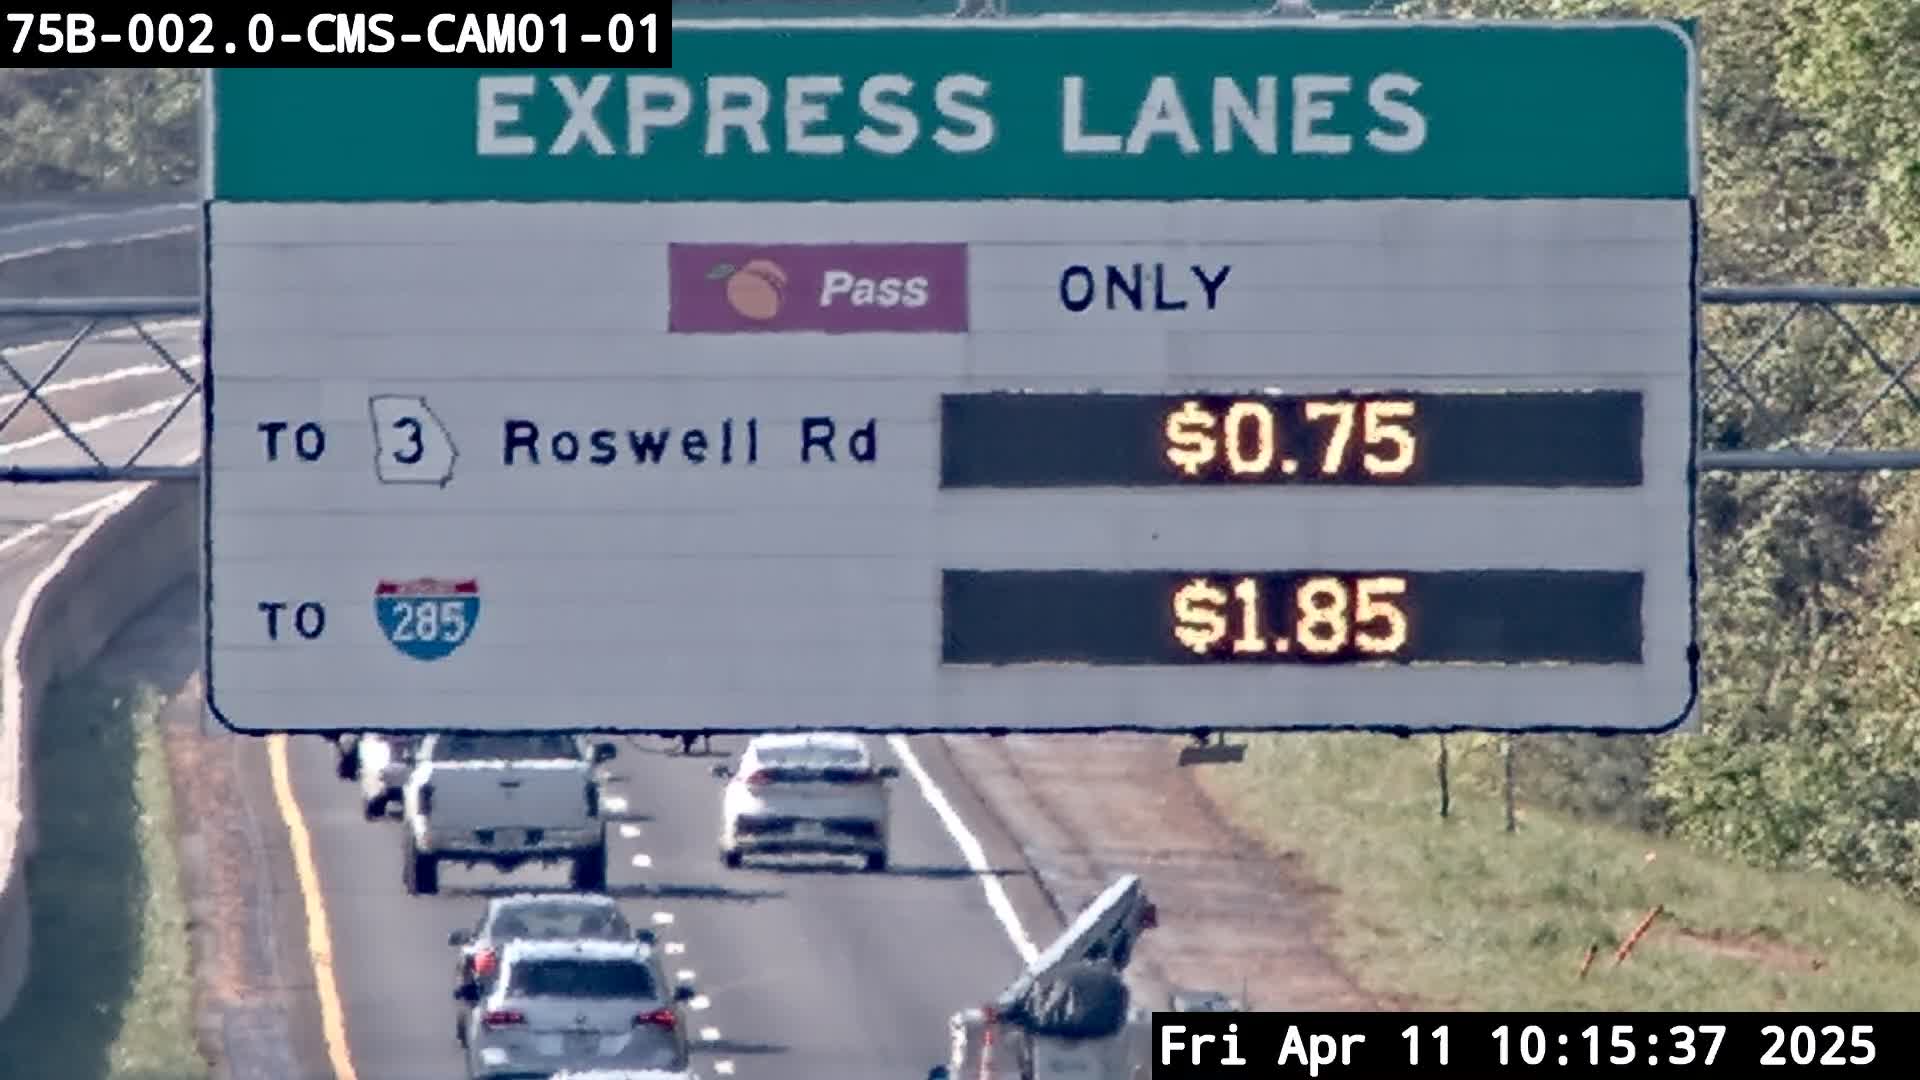 75B-002.0-CMS-CAM01-01
EXPRESS LANES
Pass ONLY
TO 3 Roswell Rd $0.75
TO 285 $1.85
Fri Apr 11 10:15:37 2025